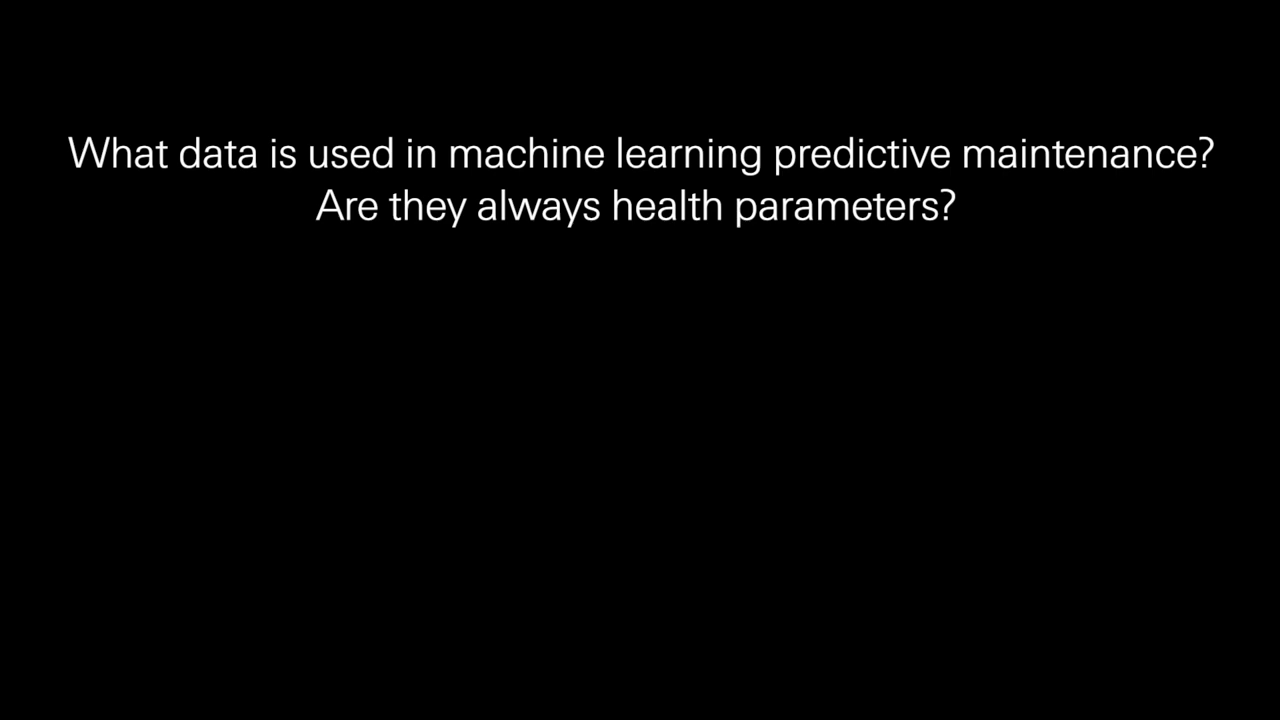 What data is used in machine learning predictive maintenance?
Are they always health parameters?